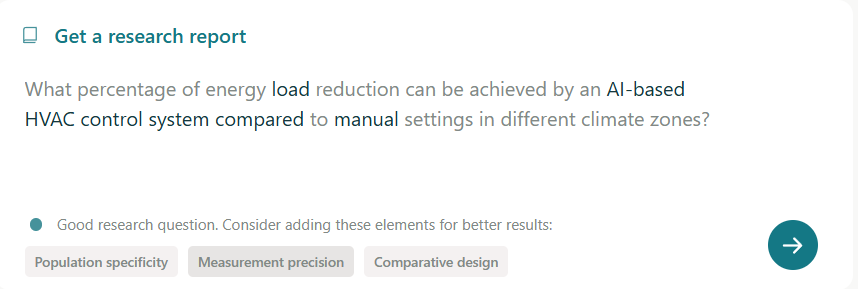 Get a research report
What percentage of energy load reduction can be achieved by an AI-based
HVAC control system compared to manual settings in different climate zones?
Good research question. Consider adding these elements for better results:
Population specificity Measurement precision Comparative design